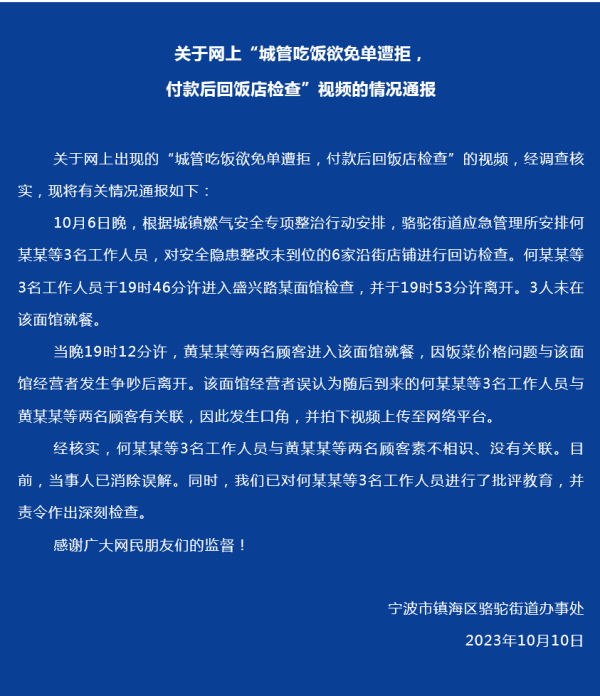 关于网上“城管吃饭欲免单遭拒，
付款后回饭店检查”视频的情况通报
关于网上出现的“城管吃饭欲免单遭拒，付款后回饭店检查”的视频，经调查核
实，现将有关情况通报如下：
10月6日晚，根据城镇燃气安全专项整治行动安排，骆驼街道应急管理所安排何
某某等3名工作人员，对安全隐患整改未到位的6家沿街店铺进行回访检查。何某某等
3名工作人员于19时46分许进入盛兴路某面馆检查，并于19时53分许离开。3人未在
该面馆就餐。
当晚19时12分许，黄某某等两名顾客进入该面馆就餐，因饭菜价格问题与该面
馆经营者发生争吵后离开。该面馆经营者误认为随后到来的何某某等3名工作人员与
黄某某等两名顾客有关联，因此发生口角，并拍下视频上传至网络平台。
经核实，何某某等3名工作人员与黄某某等两名顾客素不相识、没有关联。目
前，当事人已消除误解。同时，我们已对何某某等3名工作人员进行了批评教育，并
责令作出深刻检查。
感谢广大网民朋友们的监督！
宁波市镇海区骆驼街道办事处
2023年10月10日